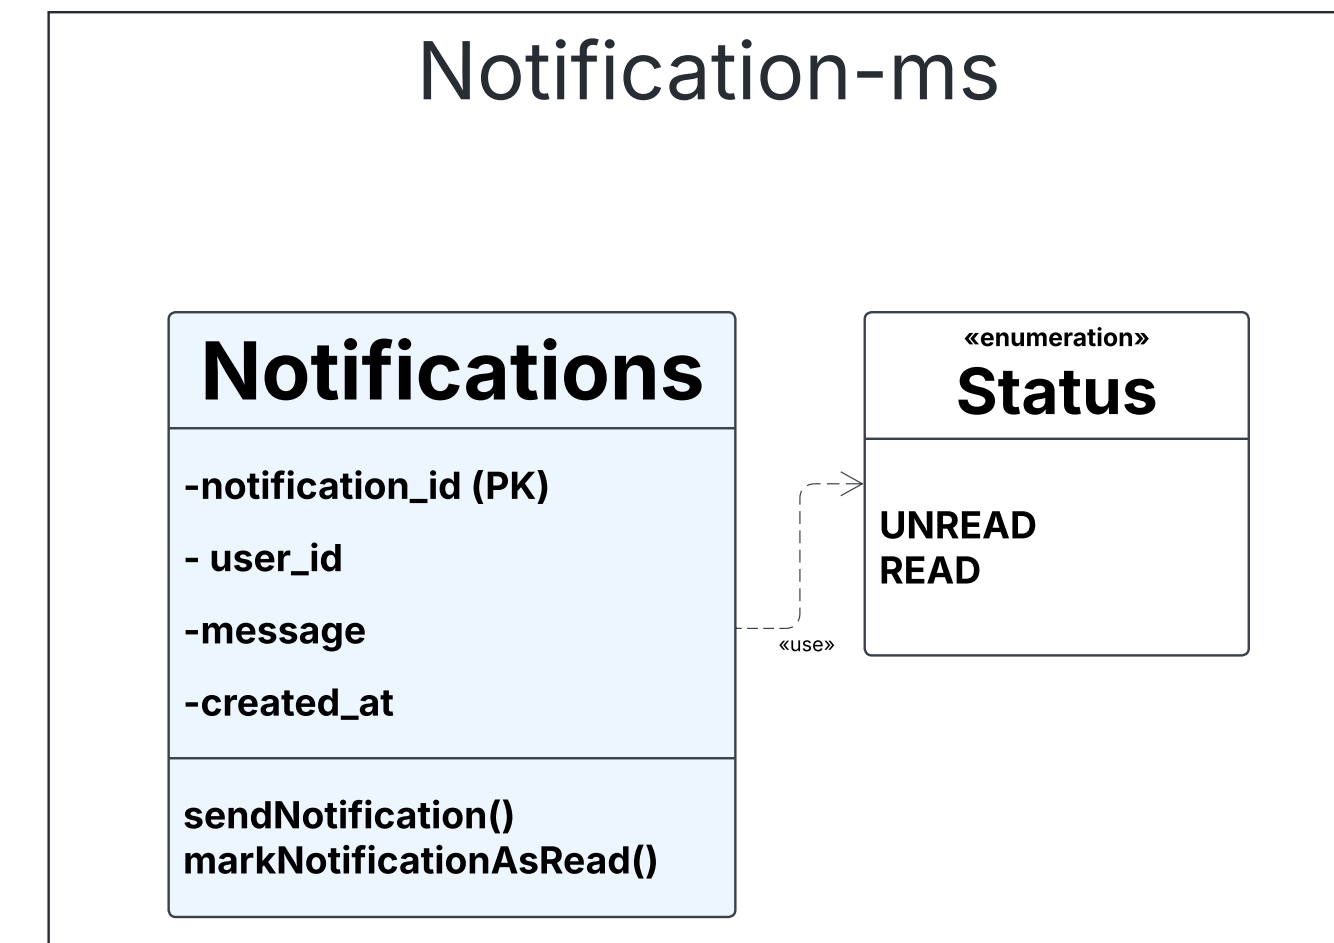 Notification-ms
Notifications
-notification_id (PK)
- user_id
-message
-created_at
sendNotification()
markNotificationAsRead()
«use»
«enumeration»
Status
UNREAD
READ